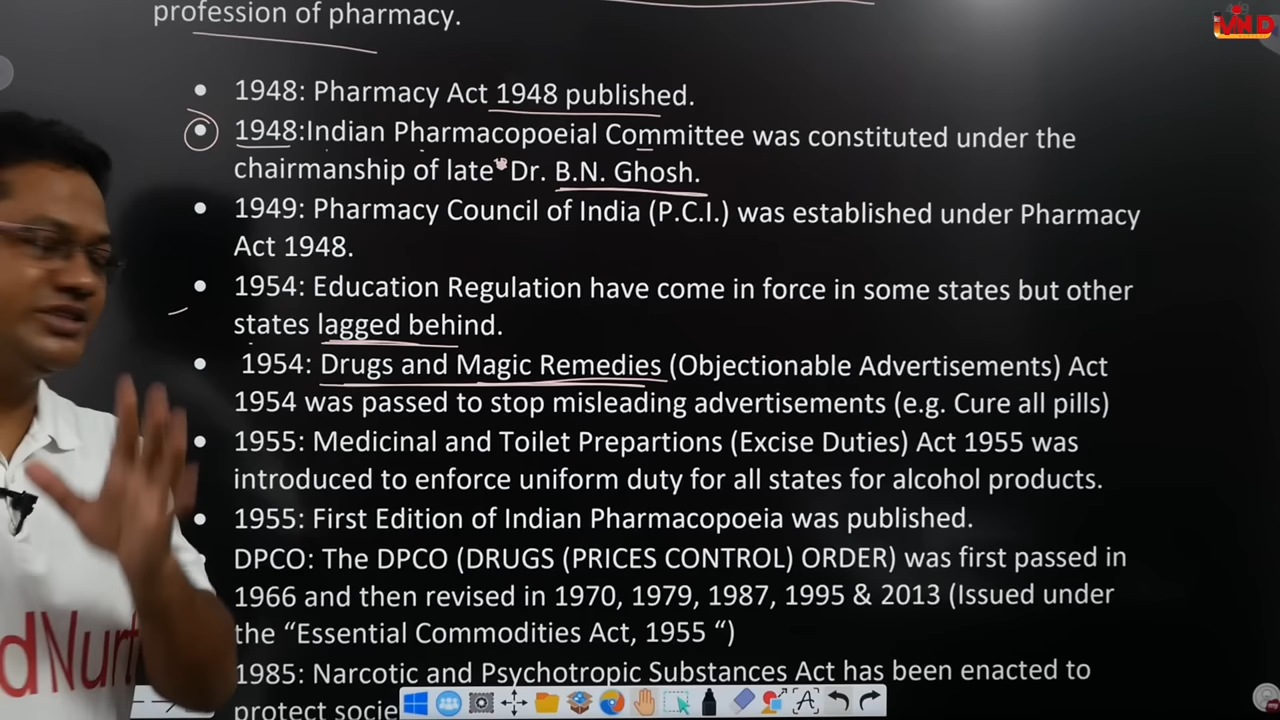 profession of pharmacy.
• 1948: Pharmacy Act 1948 published.
• 1948:Indian Pharmacopoeial Committee was constituted under the
chairmanship of late Dr. B.N. Ghosh.
• 1949: Pharmacy Council of India (P.C.I.) was established under Pharmacy
Act 1948.
• 1954: Education Regulation have come in force in some states but other
states lagged behind.
• 1954: Drugs and Magic Remedies (Objectionable Advertisements) Act
1954 was passed to stop misleading advertisements (e.g. Cure all pills)
• 1955: Medicinal and Toilet Prepartions (Excise Duties) Act 1955 was
introduced to enforce uniform duty for all states for alcohol products.
• 1955: First Edition of Indian Pharmacopoeia was published.
DPCO: The DPCO (DRUGS (PRICES CONTROL) ORDER) was first passed in
1966 and then revised in 1970, 1979, 1987, 1995 & 2013 (Issued under
the “Essential Commodities Act, 1955 “)
1985: Narcotic and Psychotropic Substances Act has been enacted to
protect socie
dNurt